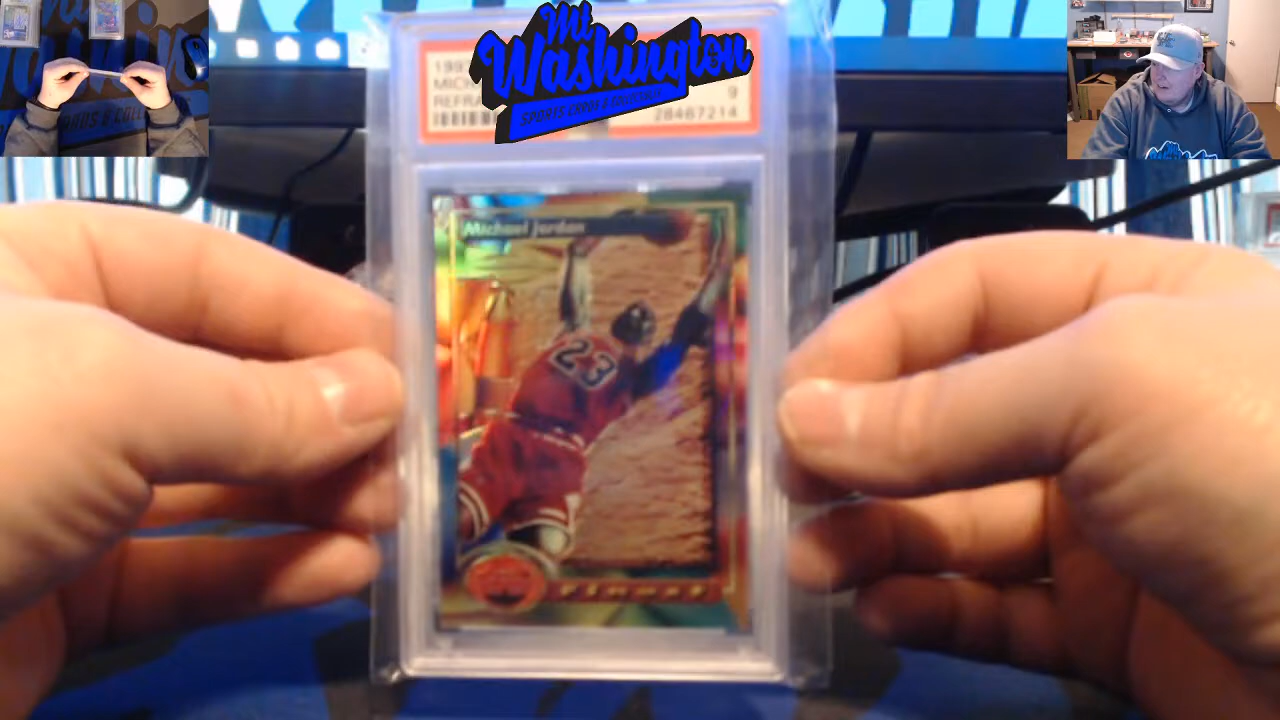 Mt.
Washington
SPORTS CARDS & COLLECTIBLES
199
MICH
REFRA
9
28467214
Michael Jordan
23
Finest